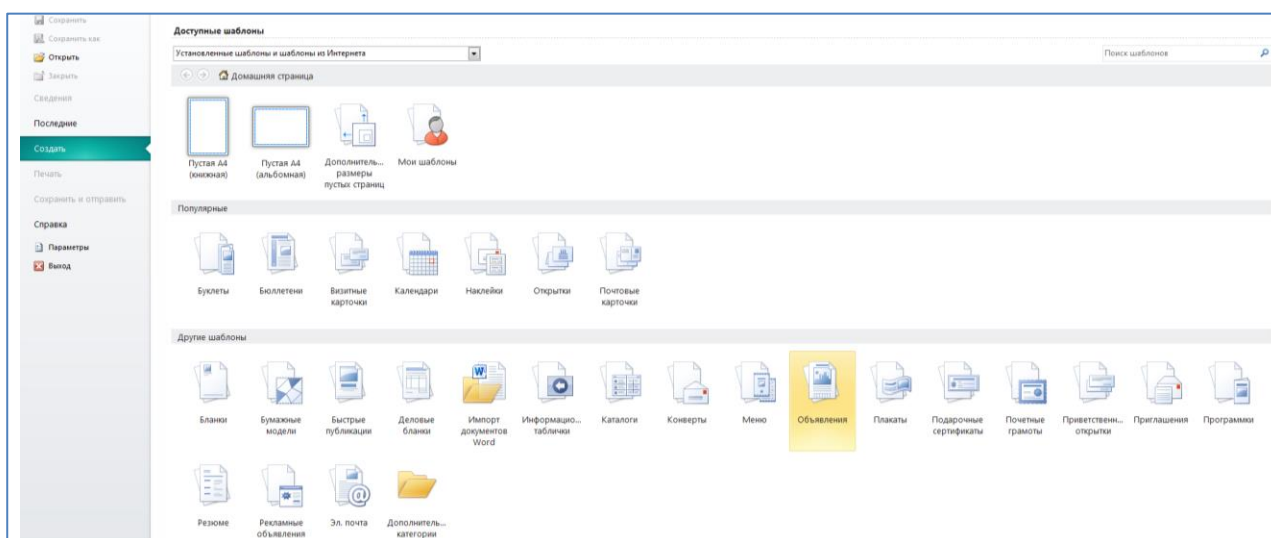 Сохранить
Сохранить как
Открыть
Закрыть
Сведения
Последние
Создать
Печать
Сохранить и отправить
Справка
Параметры
Выход
Доступные шаблоны
Установленные шаблоны и шаблоны из Интернета
Поиск шаблонов
Домашняя страница
Пустая A4
(книжная)
Пустая A4
(альбомная)
Дополнитель...
размеры
пустых страниц
Мои шаблоны
Популярные
Буклеты
Бюллетени
Визитные
карточки
Календари
Наклейки
Открытки
Почтовые
карточки
Другие шаблоны
Бланки
Бумажные
модели
Быстрые
публикации
Деловые
бланки
W
Импорт
документов
Word
Информацио...
таблички
Каталоги
Конверты
Меню
Объявления
Плакаты
Подарочные
сертификаты
Почетные
грамоты
Приветственн...
открытки
Приглашения
Программки
Резюме
Рекламные
объявления
@
Эл. почта
Дополнитель...
категории